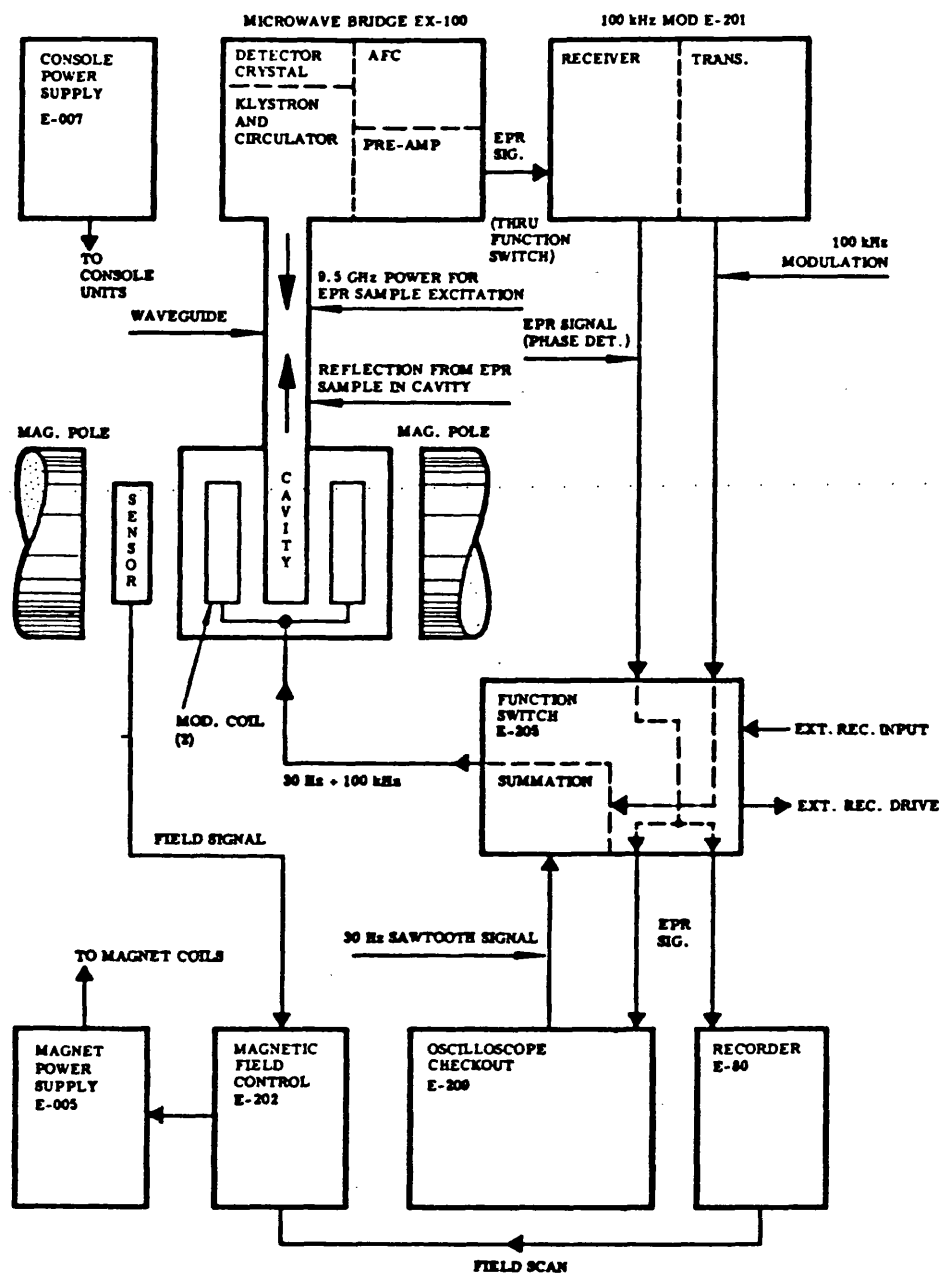 MICROWAVE BRIDGE EX-100
100 kHz MOD E-201
CONSOLE
POWER
SUPPLY
E-007
DETECTOR
CRYSTAL
KLYSTRON
AND
CIRCULATOR
AFC
PRE-AMP
EPR
SIG.
RECEIVER
TRANS.
(THRU
FUNCTION
SWITCH)
TO
CONSOLE
UNITS
100 kHz
MODULATION
9.5 GHz POWER FOR
EPR SAMPLE EXCITATION
WAVEGUIDE
EPR SIGNAL
(PHASE DET.)
REFLECTION FROM EPR
SAMPLE IN CAVITY
MAG. POLE
MAG. POLE
SENSOR
CAVITY
MOD. COIL
(2)
FUNCTION
SWITCH
E-205
EXT. REC. INPUT
SUMMATION
30 Hz + 100 kHz
EXT. REC. DRIVE
FIELD SIGNAL
EPR
SIG.
30 Hz SAWTOOTH SIGNAL
TO MAGNET COILS
MAGNET
POWER
SUPPLY
E-005
MAGNETIC
FIELD
CONTROL
E-202
OSCILLOSCOPE
CHECKOUT
E-209
RECORDER
E-80
FIELD SCAN